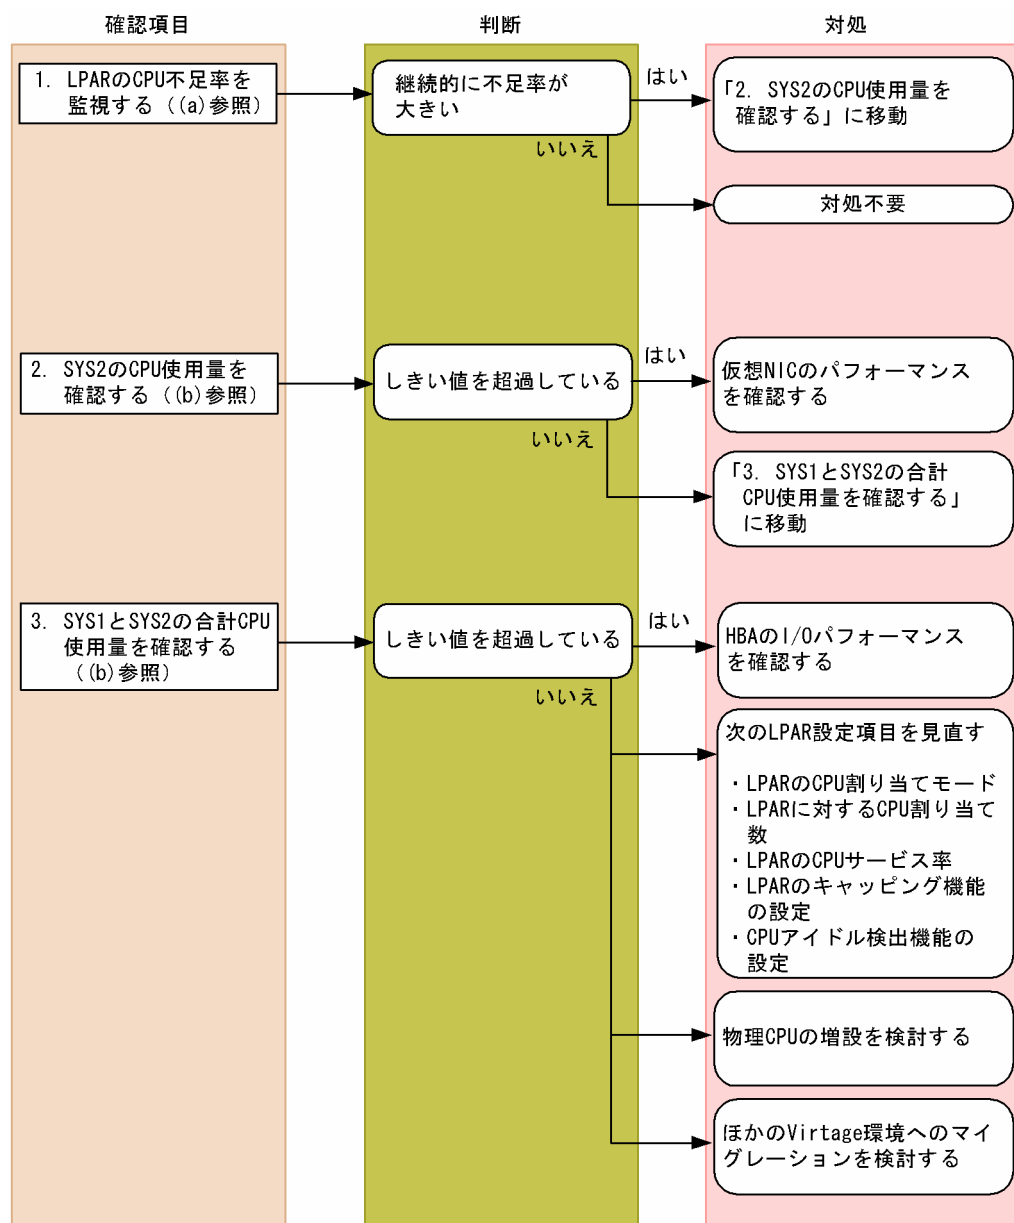 確認項目
判断
対処
1. LPARのCPU不足率を
監視する((a)参照)
継続的に不足率が
大きい
はい
「2. SYS2のCPU使用量を
確認する」に移動
いいえ
対処不要
2. SYS2のCPU使用量を
確認する((b)参照)
しきい値を超過している
はい
仮想NICのパフォーマンス
を確認する
いいえ
「3. SYS1とSYS2の合計
CPU使用量を確認する」
に移動
3. SYS1とSYS2の合計CPU
使用量を確認する
((b)参照)
しきい値を超過している
はい
HBAのI/Oパフォーマンス
を確認する
いいえ
次のLPAR設定項目を見直す
・LPARのCPU割り当てモード
・LPARに対するCPU割り当て
数
・LPARのCPUサービス率
・LPARのキャッピング機能
の設定
・CPUアイドル検出機能の
設定
物理CPUの増設を検討する
ほかのVirtage環境へのマイ
グレーションを検討する